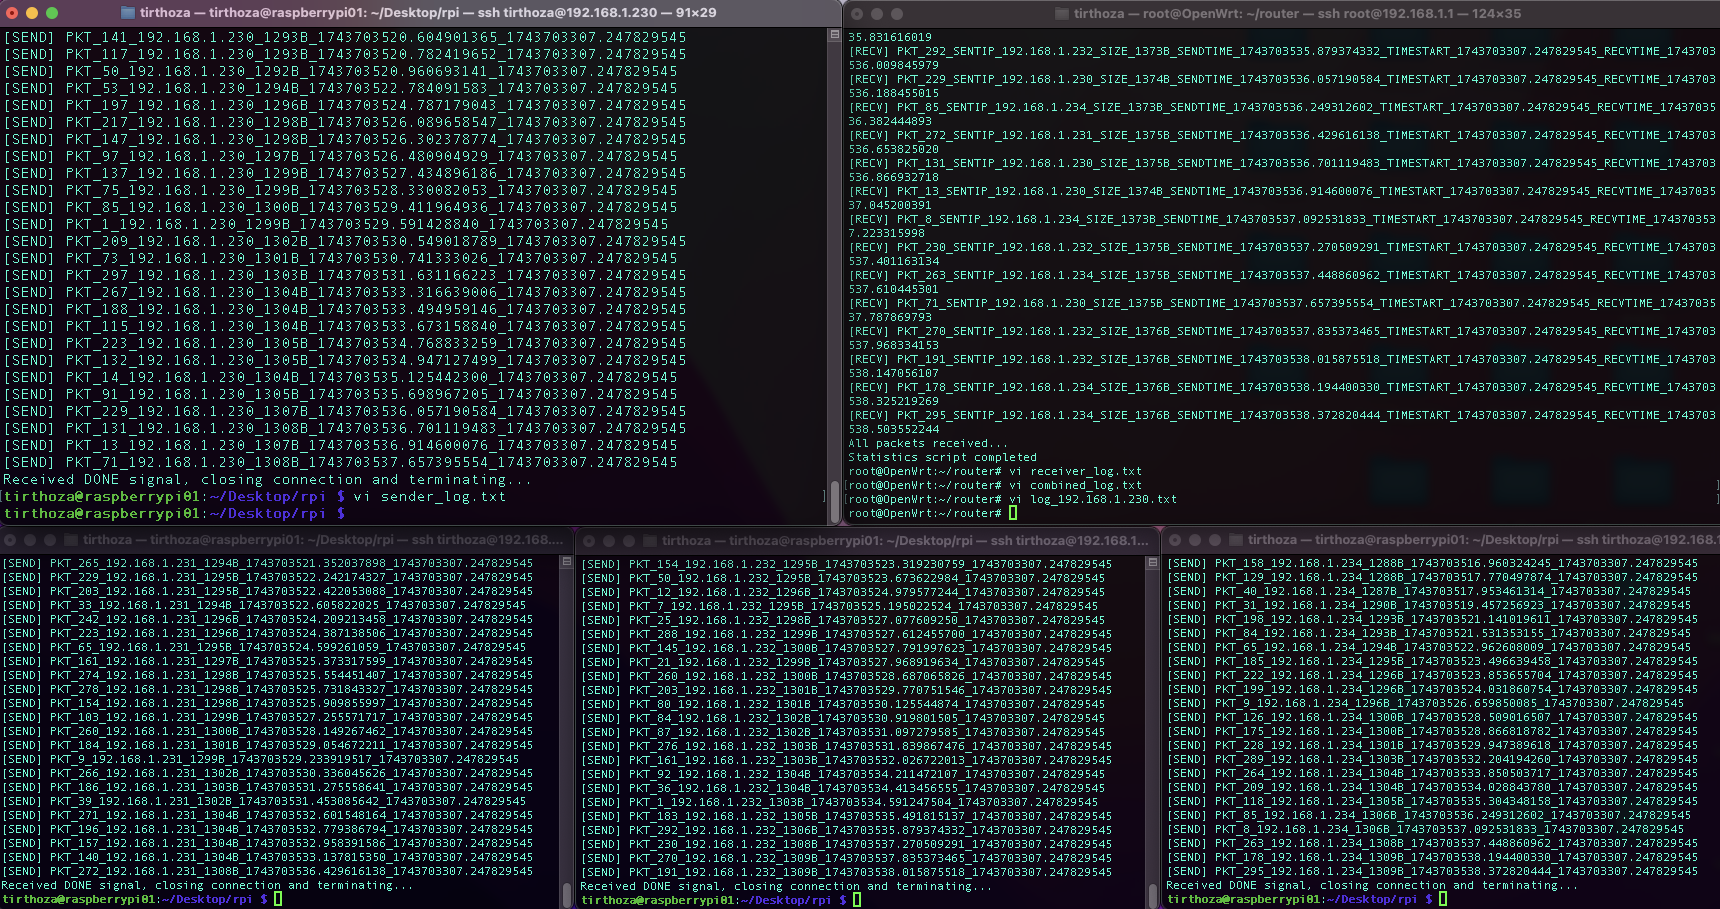 tirthoza — tirthoza@raspberrypi01: ~/Desktop/rpi — ssh tirthoza@192.168.1.230 — 91×29
[SEND] PKT_141_192.168.1.230_1293B_1743703520.604901365_1743703307.247829545
[SEND] PKT_117_192.168.1.230_1293B_1743703520.782419652_1743703307.247829545
[SEND] PKT_50_192.168.1.230_1292B_1743703520.960693141_1743703307.247829545
[SEND] PKT_53_192.168.1.230_1294B_1743703522.784091583_1743703307.247829545
[SEND] PKT_197_192.168.1.230_1296B_1743703524.787179043_1743703307.247829545
[SEND] PKT_217_192.168.1.230_1298B_1743703526.089658547_1743703307.247829545
[SEND] PKT_147_192.168.1.230_1298B_1743703526.302378774_1743703307.247829545
[SEND] PKT_97_192.168.1.230_1297B_1743703526.480904929_1743703307.247829545
[SEND] PKT_137_192.168.1.230_1299B_1743703527.434896186_1743703307.247829545
[SEND] PKT_75_192.168.1.230_1299B_1743703528.330082053_1743703307.247829545
[SEND] PKT_85_192.168.1.230_1300B_1743703529.411964936_1743703307.247829545
[SEND] PKT_1_192.168.1.230_1299B_1743703529.591428840_1743703307.247829545
[SEND] PKT_209_192.168.1.230_1302B_1743703530.549018789_1743703307.247829545
[SEND] PKT_73_192.168.1.230_1301B_1743703530.741333026_1743703307.247829545
[SEND] PKT_297_192.168.1.230_1303B_1743703531.631166223_1743703307.247829545
[SEND] PKT_267_192.168.1.230_1304B_1743703533.316639006_1743703307.247829545
[SEND] PKT_188_192.168.1.230_1304B_1743703533.494959146_1743703307.247829545
[SEND] PKT_115_192.168.1.230_1304B_1743703533.673158840_1743703307.247829545
[SEND] PKT_223_192.168.1.230_1305B_1743703534.768833259_1743703307.247829545
[SEND] PKT_132_192.168.1.230_1305B_1743703534.947127499_1743703307.247829545
[SEND] PKT_14_192.168.1.230_1304B_1743703535.125442300_1743703307.247829545
[SEND] PKT_91_192.168.1.230_1305B_1743703535.698967205_1743703307.247829545
[SEND] PKT_229_192.168.1.230_1307B_1743703536.057190584_1743703307.247829545
[SEND] PKT_131_192.168.1.230_1308B_1743703536.701119483_1743703307.247829545
[SEND] PKT_13_192.168.1.230_1307B_1743703536.914600076_1743703307.247829545
[SEND] PKT_71_192.168.1.230_1308B_1743703537.657395554_1743703307.247829545
Received DONE signal, closing connection and terminating...
[tirthoza@raspberrypi01:~/Desktop/rpi $ vi sender_log.txt ]
tirthoza@raspberrypi01:~/Desktop/rpi $
tirthoza — root@OpenWrt: ~/router — ssh root@192.168.1.1 — 124×35
35.831616019
[RECV] PKT_292_SENTIP_192.168.1.232_SIZE_1373B_SENDTIME_1743703535.879374332_TIMESTART_1743703307.247829545_RECVTIME_1743703
536.009845979
[RECV] PKT_229_SENTIP_192.168.1.230_SIZE_1374B_SENDTIME_1743703536.057190584_TIMESTART_1743703307.247829545_RECVTIME_1743703
536.188455015
[RECV] PKT_85_SENTIP_192.168.1.234_SIZE_1373B_SENDTIME_1743703536.249312602_TIMESTART_1743703307.247829545_RECVTIME_17437035
36.382444893
[RECV] PKT_272_SENTIP_192.168.1.231_SIZE_1375B_SENDTIME_1743703536.429616138_TIMESTART_1743703307.247829545_RECVTIME_1743703
536.653825020
[RECV] PKT_131_SENTIP_192.168.1.230_SIZE_1375B_SENDTIME_1743703536.701119483_TIMESTART_1743703307.247829545_RECVTIME_1743703
536.866932718
[RECV] PKT_13_SENTIP_192.168.1.230_SIZE_1374B_SENDTIME_1743703536.914600076_TIMESTART_1743703307.247829545_RECVTIME_17437035
37.045200391
[RECV] PKT_8_SENTIP_192.168.1.234_SIZE_1373B_SENDTIME_1743703537.092531833_TIMESTART_1743703307.247829545_RECVTIME_174370353
7.223315998
[RECV] PKT_230_SENTIP_192.168.1.232_SIZE_1375B_SENDTIME_1743703537.270509291_TIMESTART_1743703307.247829545_RECVTIME_1743703
537.401163134
[RECV] PKT_263_SENTIP_192.168.1.234_SIZE_1375B_SENDTIME_1743703537.448860962_TIMESTART_1743703307.247829545_RECVTIME_1743703
537.610445301
[RECV] PKT_71_SENTIP_192.168.1.230_SIZE_1375B_SENDTIME_1743703537.657395554_TIMESTART_1743703307.247829545_RECVTIME_17437035
37.787869793
[RECV] PKT_270_SENTIP_192.168.1.232_SIZE_1376B_SENDTIME_1743703537.835373465_TIMESTART_1743703307.247829545_RECVTIME_1743703
537.968334153
[RECV] PKT_191_SENTIP_192.168.1.232_SIZE_1376B_SENDTIME_1743703538.015875518_TIMESTART_1743703307.247829545_RECVTIME_1743703
538.147056107
[RECV] PKT_178_SENTIP_192.168.1.234_SIZE_1376B_SENDTIME_1743703538.194400330_TIMESTART_1743703307.247829545_RECVTIME_1743703
538.325219269
[RECV] PKT_295_SENTIP_192.168.1.234_SIZE_1376B_SENDTIME_1743703538.372820444_TIMESTART_1743703307.247829545_RECVTIME_1743703
538.503552244
All packets received...
Statistics script completed
root@OpenWrt:~/router# vi receiver_log.txt
[root@OpenWrt:~/router# vi combined_log.txt ]
[root@OpenWrt:~/router# vi log_192.168.1.230.txt ]
root@OpenWrt:~/router#
tirthoza — tirthoza@raspberrypi01: ~/Desktop/rpi — ssh tirthoza@192.168....
[SEND] PKT_265_192.168.1.231_1294B_1743703521.352037898_1743703307.247829545
[SEND] PKT_229_192.168.1.231_1295B_1743703522.242174327_1743703307.247829545
[SEND] PKT_203_192.168.1.231_1295B_1743703522.422053088_1743703307.247829545
[SEND] PKT_33_192.168.1.231_1294B_1743703522.605822025_1743703307.247829545
[SEND] PKT_242_192.168.1.231_1296B_1743703524.209213458_1743703307.247829545
[SEND] PKT_223_192.168.1.231_1296B_1743703524.387138506_1743703307.247829545
[SEND] PKT_65_192.168.1.231_1295B_1743703524.599261059_1743703307.247829545
[SEND] PKT_161_192.168.1.231_1297B_1743703525.373317599_1743703307.247829545
[SEND] PKT_274_192.168.1.231_1298B_1743703525.554451407_1743703307.247829545
[SEND] PKT_278_192.168.1.231_1298B_1743703525.731843327_1743703307.247829545
[SEND] PKT_154_192.168.1.231_1298B_1743703525.909855997_1743703307.247829545
[SEND] PKT_103_192.168.1.231_1299B_1743703527.255571717_1743703307.247829545
[SEND] PKT_260_192.168.1.231_1300B_1743703528.149267462_1743703307.247829545
[SEND] PKT_184_192.168.1.231_1301B_1743703529.054672211_1743703307.247829545
[SEND] PKT_9_192.168.1.231_1299B_1743703529.233919517_1743703307.247829545
[SEND] PKT_266_192.168.1.231_1302B_1743703530.336045626_1743703307.247829545
[SEND] PKT_186_192.168.1.231_1303B_1743703531.275558641_1743703307.247829545
[SEND] PKT_39_192.168.1.231_1302B_1743703531.453085642_1743703307.247829545
[SEND] PKT_271_192.168.1.231_1304B_1743703532.601548164_1743703307.247829545
[SEND] PKT_196_192.168.1.231_1304B_1743703532.779386794_1743703307.247829545
[SEND] PKT_157_192.168.1.231_1304B_1743703532.958391586_1743703307.247829545
[SEND] PKT_140_192.168.1.231_1304B_1743703533.137815350_1743703307.247829545
[SEND] PKT_272_192.168.1.231_1308B_1743703536.429616138_1743703307.247829545
Received DONE signal, closing connection and terminating...
tirthoza@raspberrypi01:~/Desktop/rpi $
tirthoza — tirthoza@raspberrypi01: ~/Desktop/rpi — ssh tirthoza@192.168.1...
[SEND] PKT_154_192.168.1.232_1295B_1743703523.319230759_1743703307.247829545
[SEND] PKT_50_192.168.1.232_1295B_1743703523.673622984_1743703307.247829545
[SEND] PKT_12_192.168.1.232_1296B_1743703524.979577244_1743703307.247829545
[SEND] PKT_7_192.168.1.232_1295B_1743703525.195022524_1743703307.247829545
[SEND] PKT_25_192.168.1.232_1298B_1743703527.077609250_1743703307.247829545
[SEND] PKT_288_192.168.1.232_1299B_1743703527.612455700_1743703307.247829545
[SEND] PKT_145_192.168.1.232_1300B_1743703527.791997623_1743703307.247829545
[SEND] PKT_21_192.168.1.232_1299B_1743703527.968919634_1743703307.247829545
[SEND] PKT_260_192.168.1.232_1300B_1743703528.687065826_1743703307.247829545
[SEND] PKT_203_192.168.1.232_1301B_1743703529.770751546_1743703307.247829545
[SEND] PKT_80_192.168.1.232_1301B_1743703530.125544874_1743703307.247829545
[SEND] PKT_84_192.168.1.232_1302B_1743703530.919801505_1743703307.247829545
[SEND] PKT_87_192.168.1.232_1302B_1743703531.097279585_1743703307.247829545
[SEND] PKT_276_192.168.1.232_1303B_1743703531.839867476_1743703307.247829545
[SEND] PKT_161_192.168.1.232_1303B_1743703532.026722013_1743703307.247829545
[SEND] PKT_92_192.168.1.232_1304B_1743703534.211472107_1743703307.247829545
[SEND] PKT_36_192.168.1.232_1304B_1743703534.413456555_1743703307.247829545
[SEND] PKT_1_192.168.1.232_1303B_1743703534.591247504_1743703307.247829545
[SEND] PKT_183_192.168.1.232_1305B_1743703535.491815137_1743703307.247829545
[SEND] PKT_292_192.168.1.232_1306B_1743703535.879374332_1743703307.247829545
[SEND] PKT_230_192.168.1.232_1308B_1743703537.270509291_1743703307.247829545
[SEND] PKT_270_192.168.1.232_1309B_1743703537.835373465_1743703307.247829545
[SEND] PKT_191_192.168.1.232_1309B_1743703538.015875518_1743703307.247829545
Received DONE signal, closing connection and terminating...
tirthoza@raspberrypi01:~/Desktop/rpi $
tirthoza — tirthoza@raspberrypi01: ~/Desktop/rpi — ssh tirthoza@192.168.1
[SEND] PKT_158_192.168.1.234_1288B_1743703516.960324245_1743703307.247829545
[SEND] PKT_129_192.168.1.234_1288B_1743703517.770497874_1743703307.247829545
[SEND] PKT_40_192.168.1.234_1287B_1743703517.953461314_1743703307.247829545
[SEND] PKT_31_192.168.1.234_1290B_1743703519.457256923_1743703307.247829545
[SEND] PKT_198_192.168.1.234_1293B_1743703521.141019611_1743703307.247829545
[SEND] PKT_84_192.168.1.234_1293B_1743703521.531353155_1743703307.247829545
[SEND] PKT_65_192.168.1.234_1294B_1743703522.962608009_1743703307.247829545
[SEND] PKT_185_192.168.1.234_1295B_1743703523.496639458_1743703307.247829545
[SEND] PKT_222_192.168.1.234_1296B_1743703523.853655704_1743703307.247829545
[SEND] PKT_199_192.168.1.234_1296B_1743703524.031860754_1743703307.247829545
[SEND] PKT_9_192.168.1.234_1296B_1743703526.659850085_1743703307.247829545
[SEND] PKT_126_192.168.1.234_1300B_1743703528.509016507_1743703307.247829545
[SEND] PKT_175_192.168.1.234_1300B_1743703528.866818782_1743703307.247829545
[SEND] PKT_228_192.168.1.234_1301B_1743703529.947389618_1743703307.247829545
[SEND] PKT_289_192.168.1.234_1303B_1743703532.204194260_1743703307.247829545
[SEND] PKT_264_192.168.1.234_1304B_1743703533.850503717_1743703307.247829545
[SEND] PKT_209_192.168.1.234_1304B_1743703534.028843780_1743703307.247829545
[SEND] PKT_118_192.168.1.234_1305B_1743703535.304348158_1743703307.247829545
[SEND] PKT_85_192.168.1.234_1306B_1743703536.249312602_1743703307.247829545
[SEND] PKT_8_192.168.1.234_1306B_1743703537.092531833_1743703307.247829545
[SEND] PKT_263_192.168.1.234_1308B_1743703537.448860962_1743703307.247829545
[SEND] PKT_178_192.168.1.234_1309B_1743703538.194400330_1743703307.247829545
[SEND] PKT_295_192.168.1.234_1309B_1743703538.372820444_1743703307.247829545
Received DONE signal, closing connection and terminating...
tirthoza@raspberrypi01:~/Desktop/rpi $